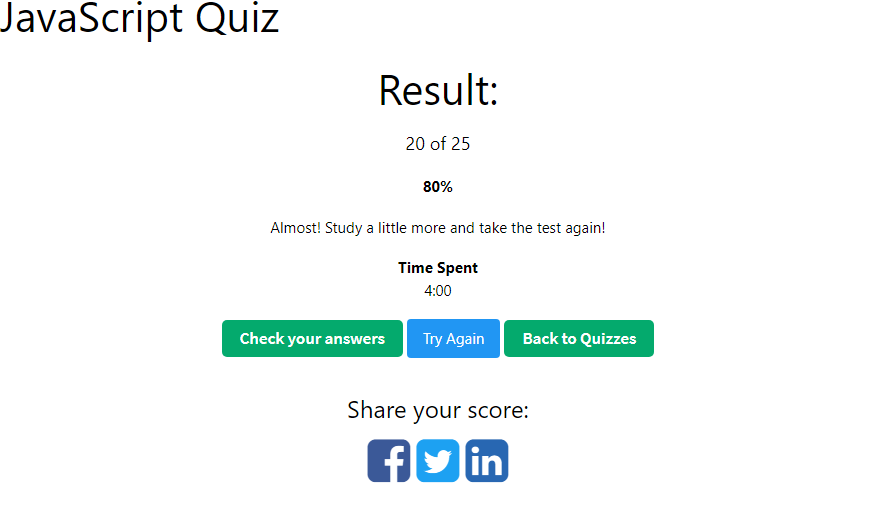 JavaScript Quiz
Result:
20 of 25
80%
Almost! Study a little more and take the test again!
Time Spent
4:00
Check your answers Try Again Back to Quizzes
Share your score:
f in